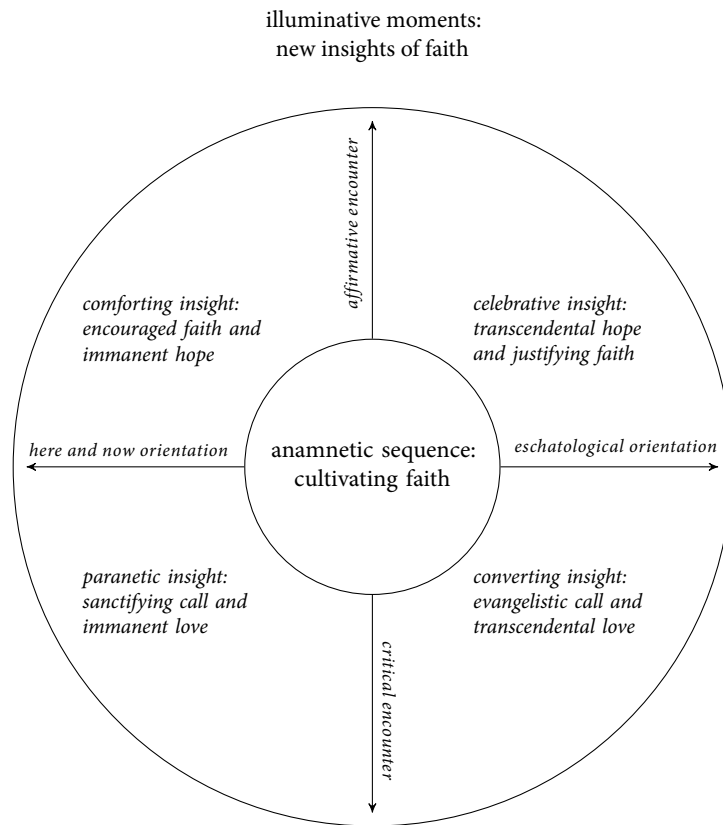 illuminative moments:
new insights of faith
affirmative encounter
comforting insight:
encouraged faith and
immanent hope
celebrative insight:
transcendental hope
and justifying faith
here and now orientation
anamnetic sequence:
cultivating faith
eschatological orientation
paranetic insight:
sanctifying call and
immanent love
converting insight:
evangelistic call and
transcendental love
critical encounter